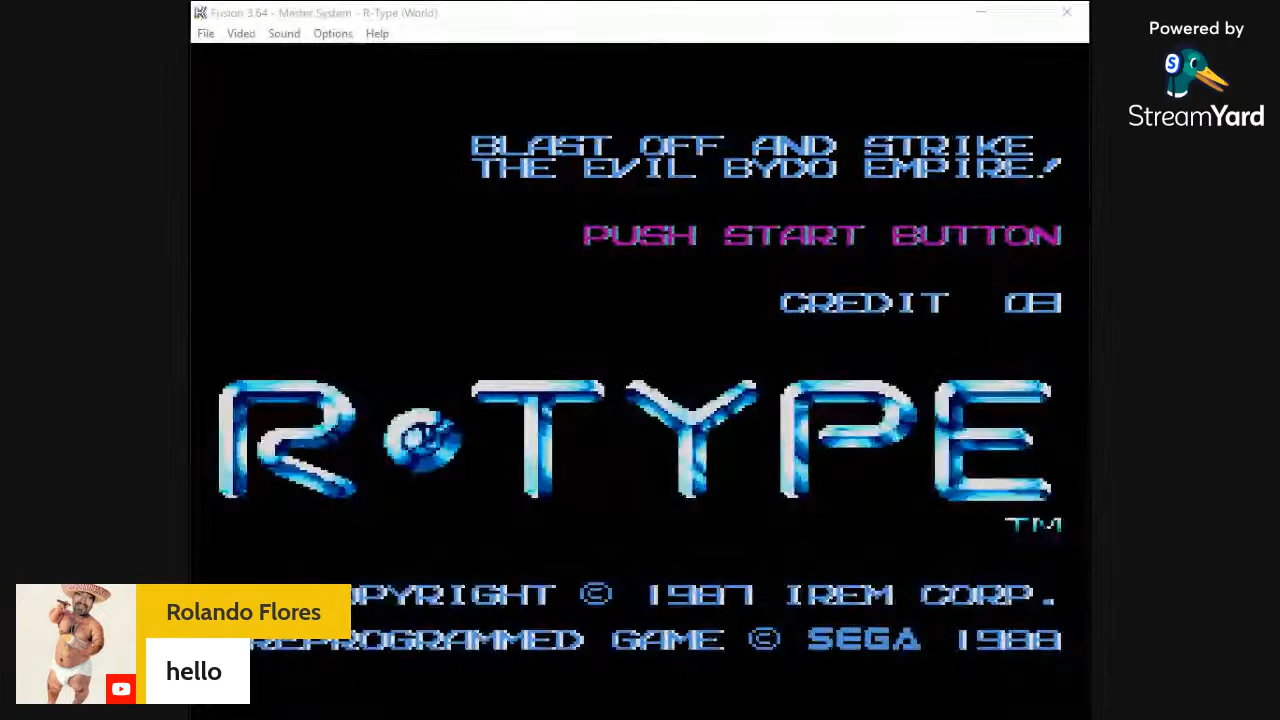 Fusion 3.64 - Master System - R-Type (World)
File Video Sound Options Help
Powered by
StreamYard
BLAST OFF AND STRIKE
THE EVIL BYDO EMPIRE!
PUSH START BUTTON
CREDIT 03
R•TYPE
TM
OPYRIGHT © 1987 IREM CORP.
REPROGRAMMED GAME © SEGA 1988
Rolando Flores
hello